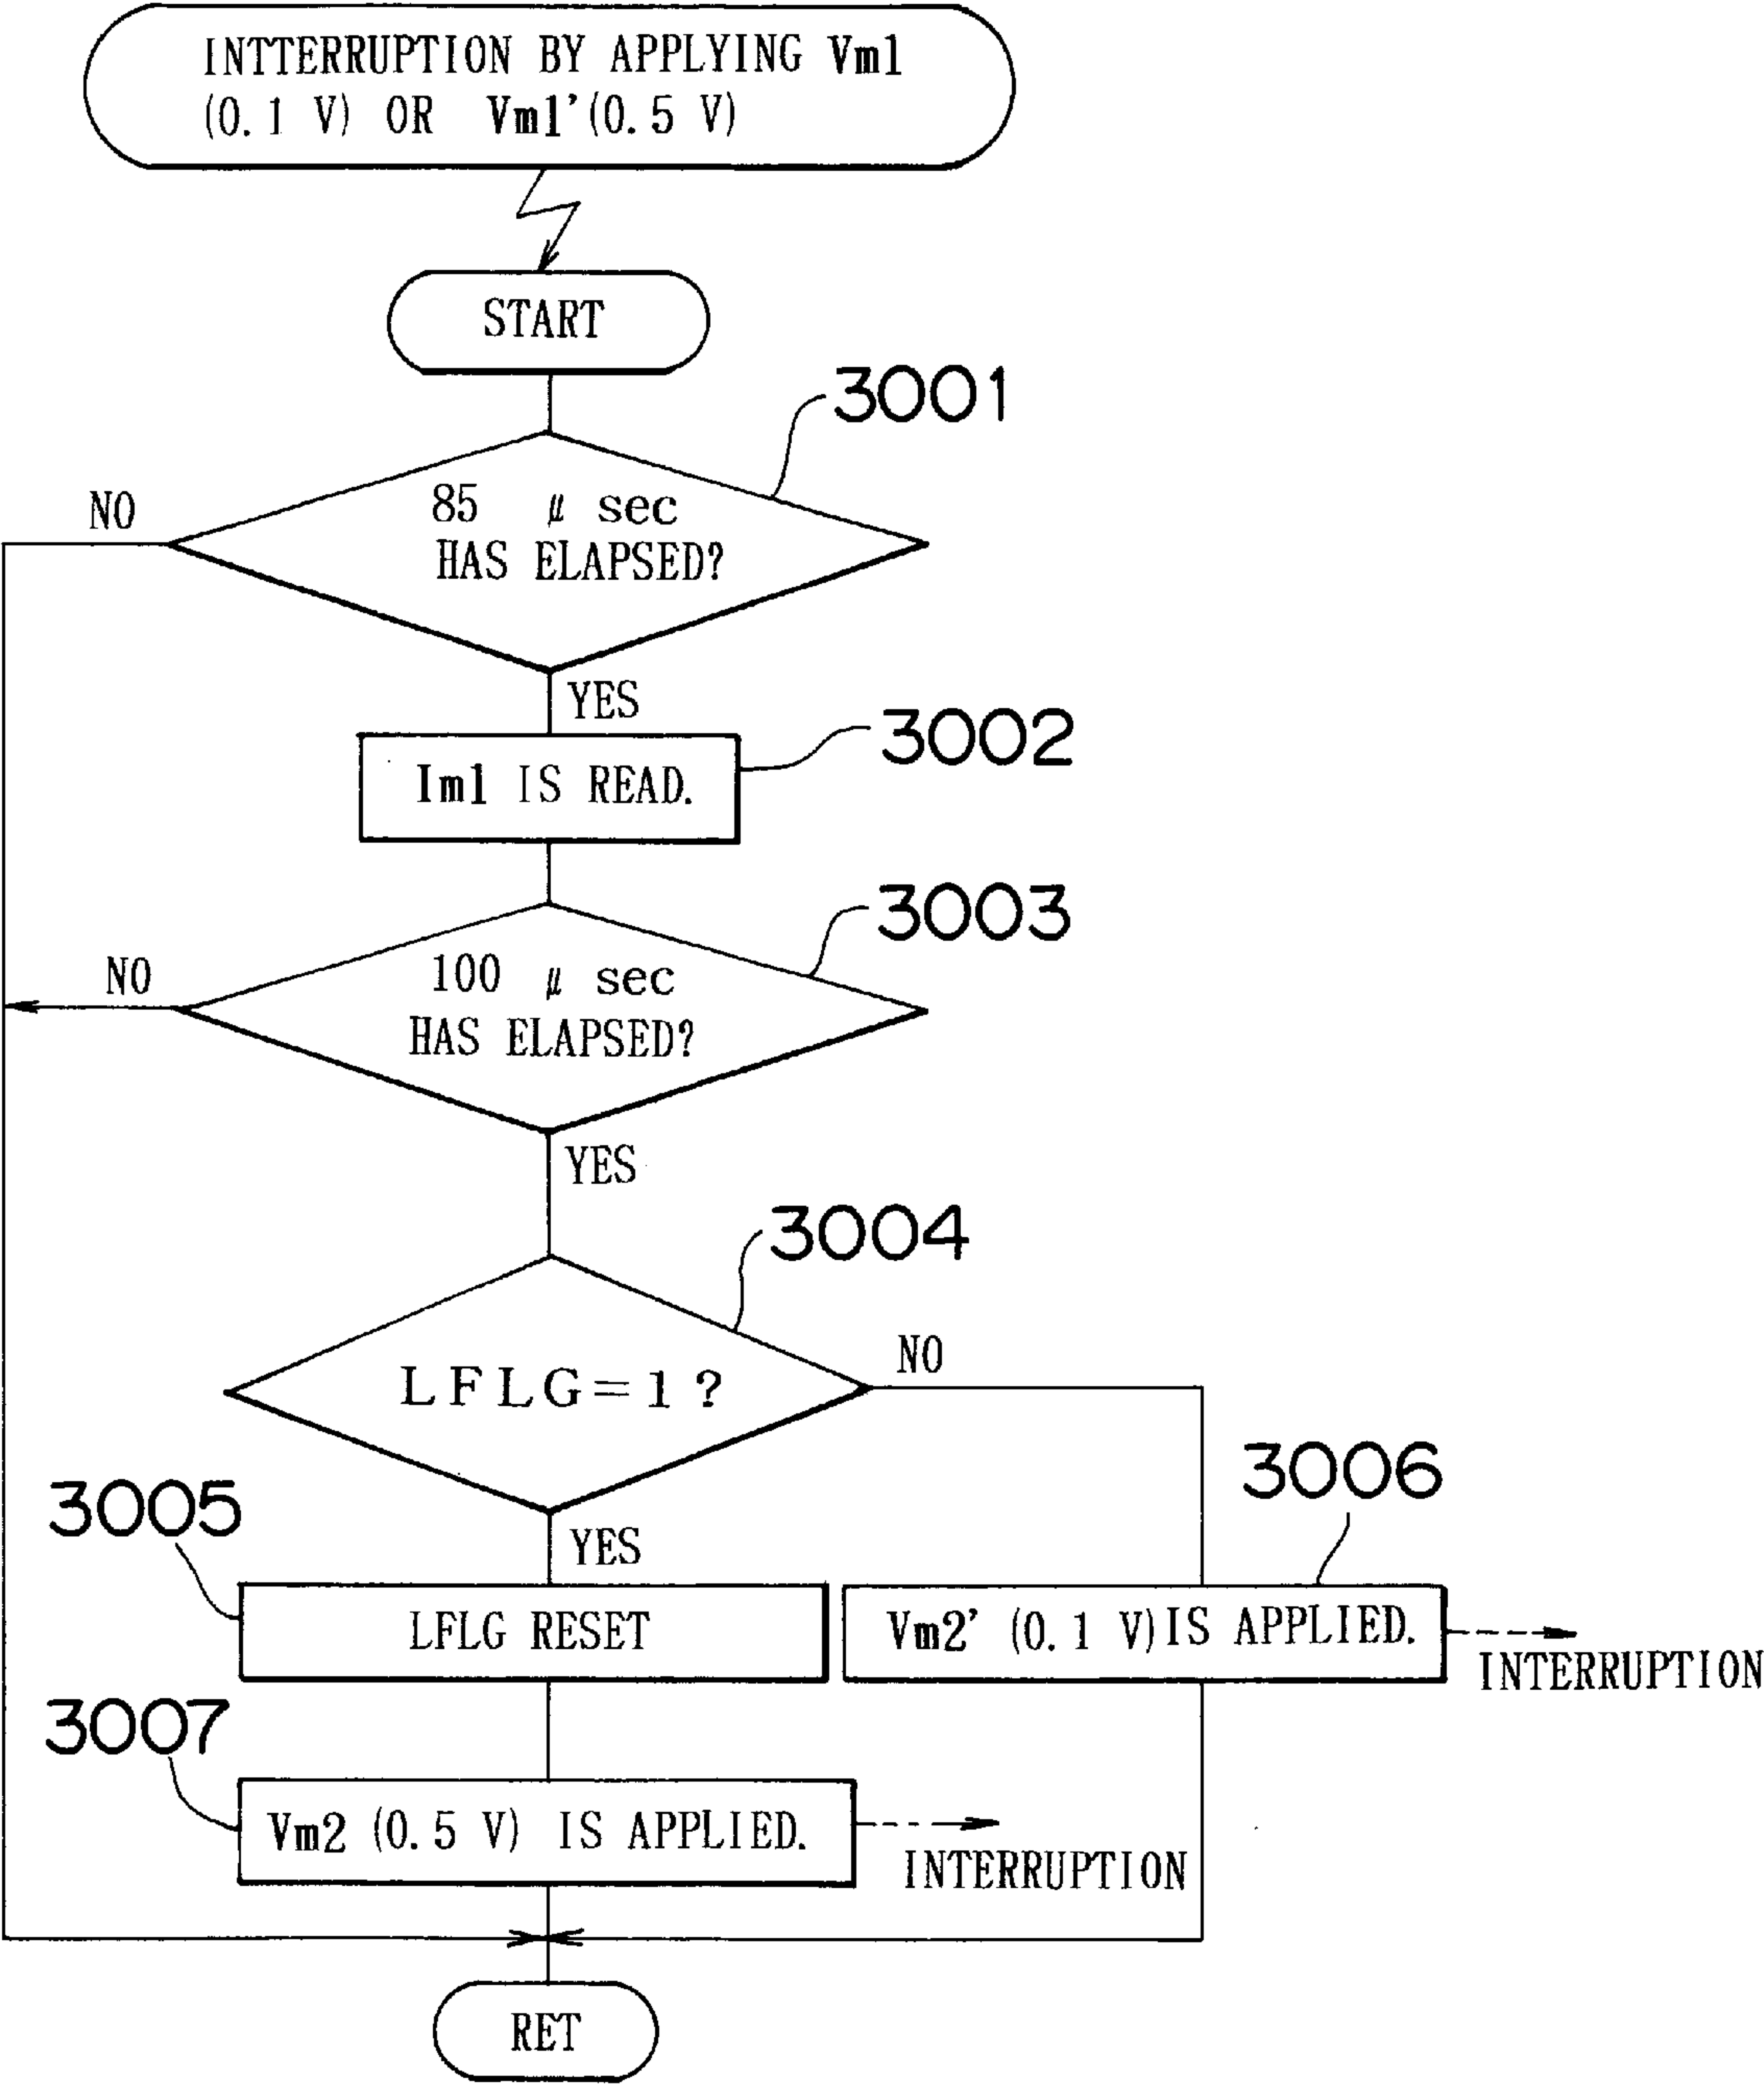 INTTERRUPTION BY APPLYING Vm1
(0.1 V) OR Vm1'(0.5 V)
START
3001
NO
85 μ sec
HAS ELAPSED?
YES
3002
Im1 IS READ.
3003
NO
100 μ sec
HAS ELAPSED?
YES
3004
NO
LFLG=1?
3005
YES
3006
LFLG RESET
Vm2' (0.1 V) IS APPLIED.
INTERRUPTION
3007
Vm2 (0.5 V) IS APPLIED.
INTERRUPTION
RET